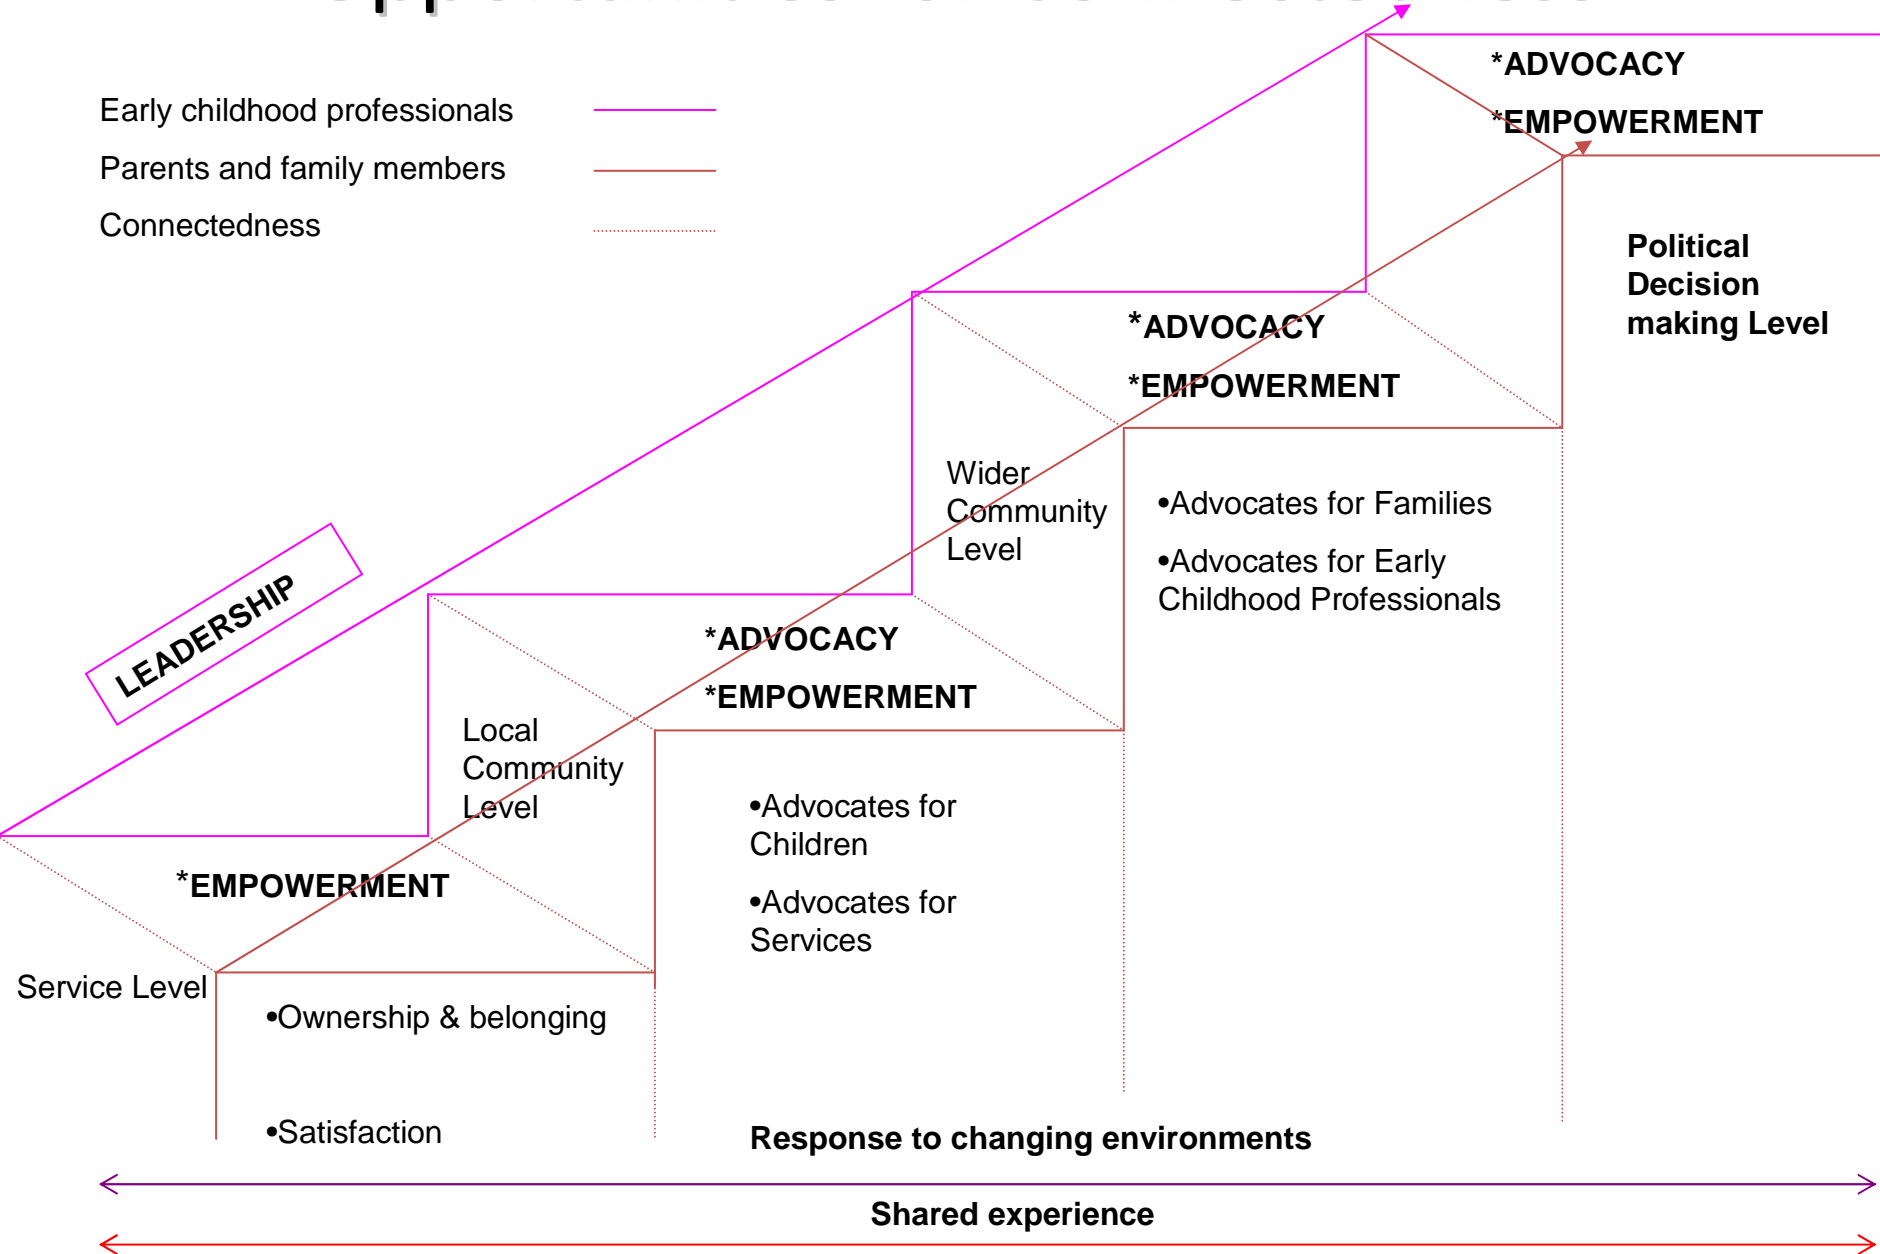 *ADVOCACY
*EMPOWERMENT
Early childhood professionals
Parents and family members
Connectedness
Political
Decision
making Level
*ADVOCACY
*EMPOWERMENT
Wider
Community
Level
•Advocates for Families
•Advocates for Early
Childhood Professionals
LEADERSHIP
*ADVOCACY
*EMPOWERMENT
Local
Community
Level
•Advocates for
Children
•Advocates for
Services
*EMPOWERMENT
Service Level
•Ownership & belonging
•Satisfaction
Response to changing environments
Shared experience